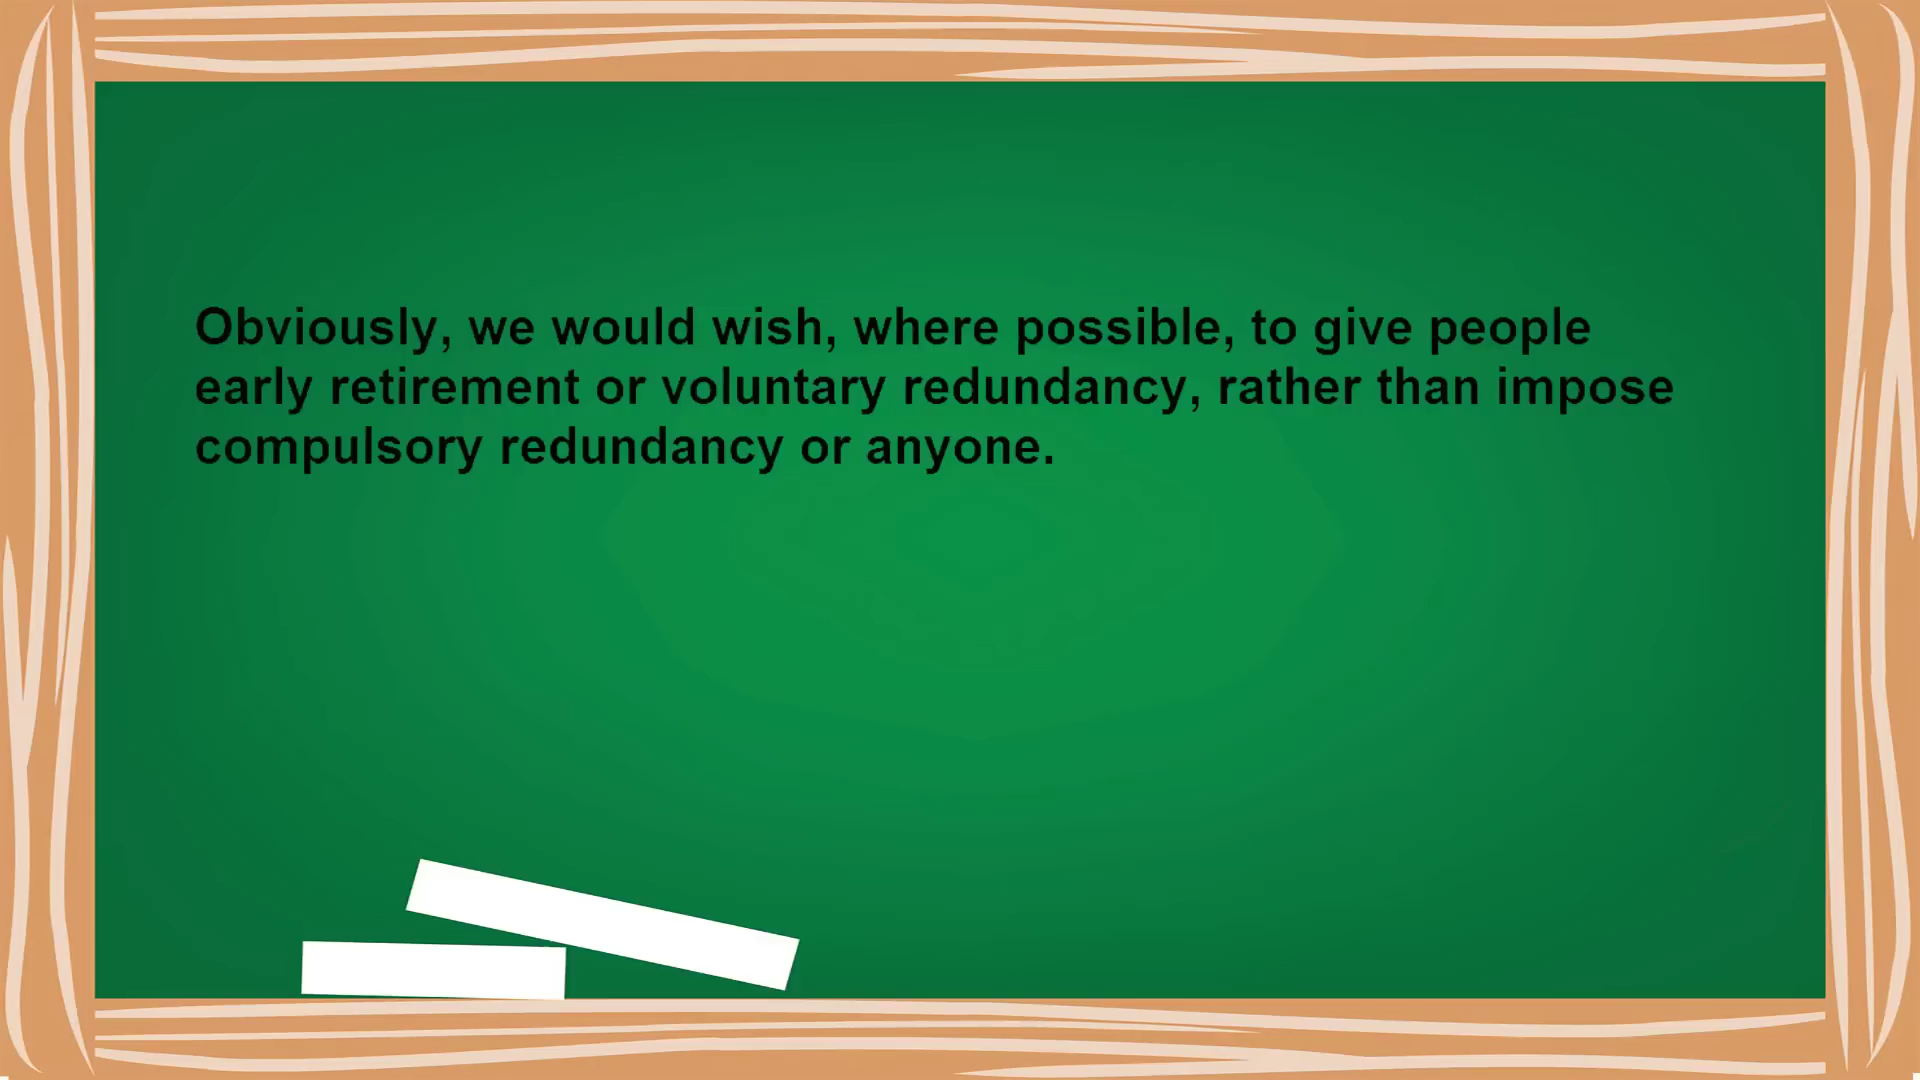 Obviously, we would wish, where possible, to give people
early retirement or voluntary redundancy, rather than impose
compulsory redundancy or anyone.